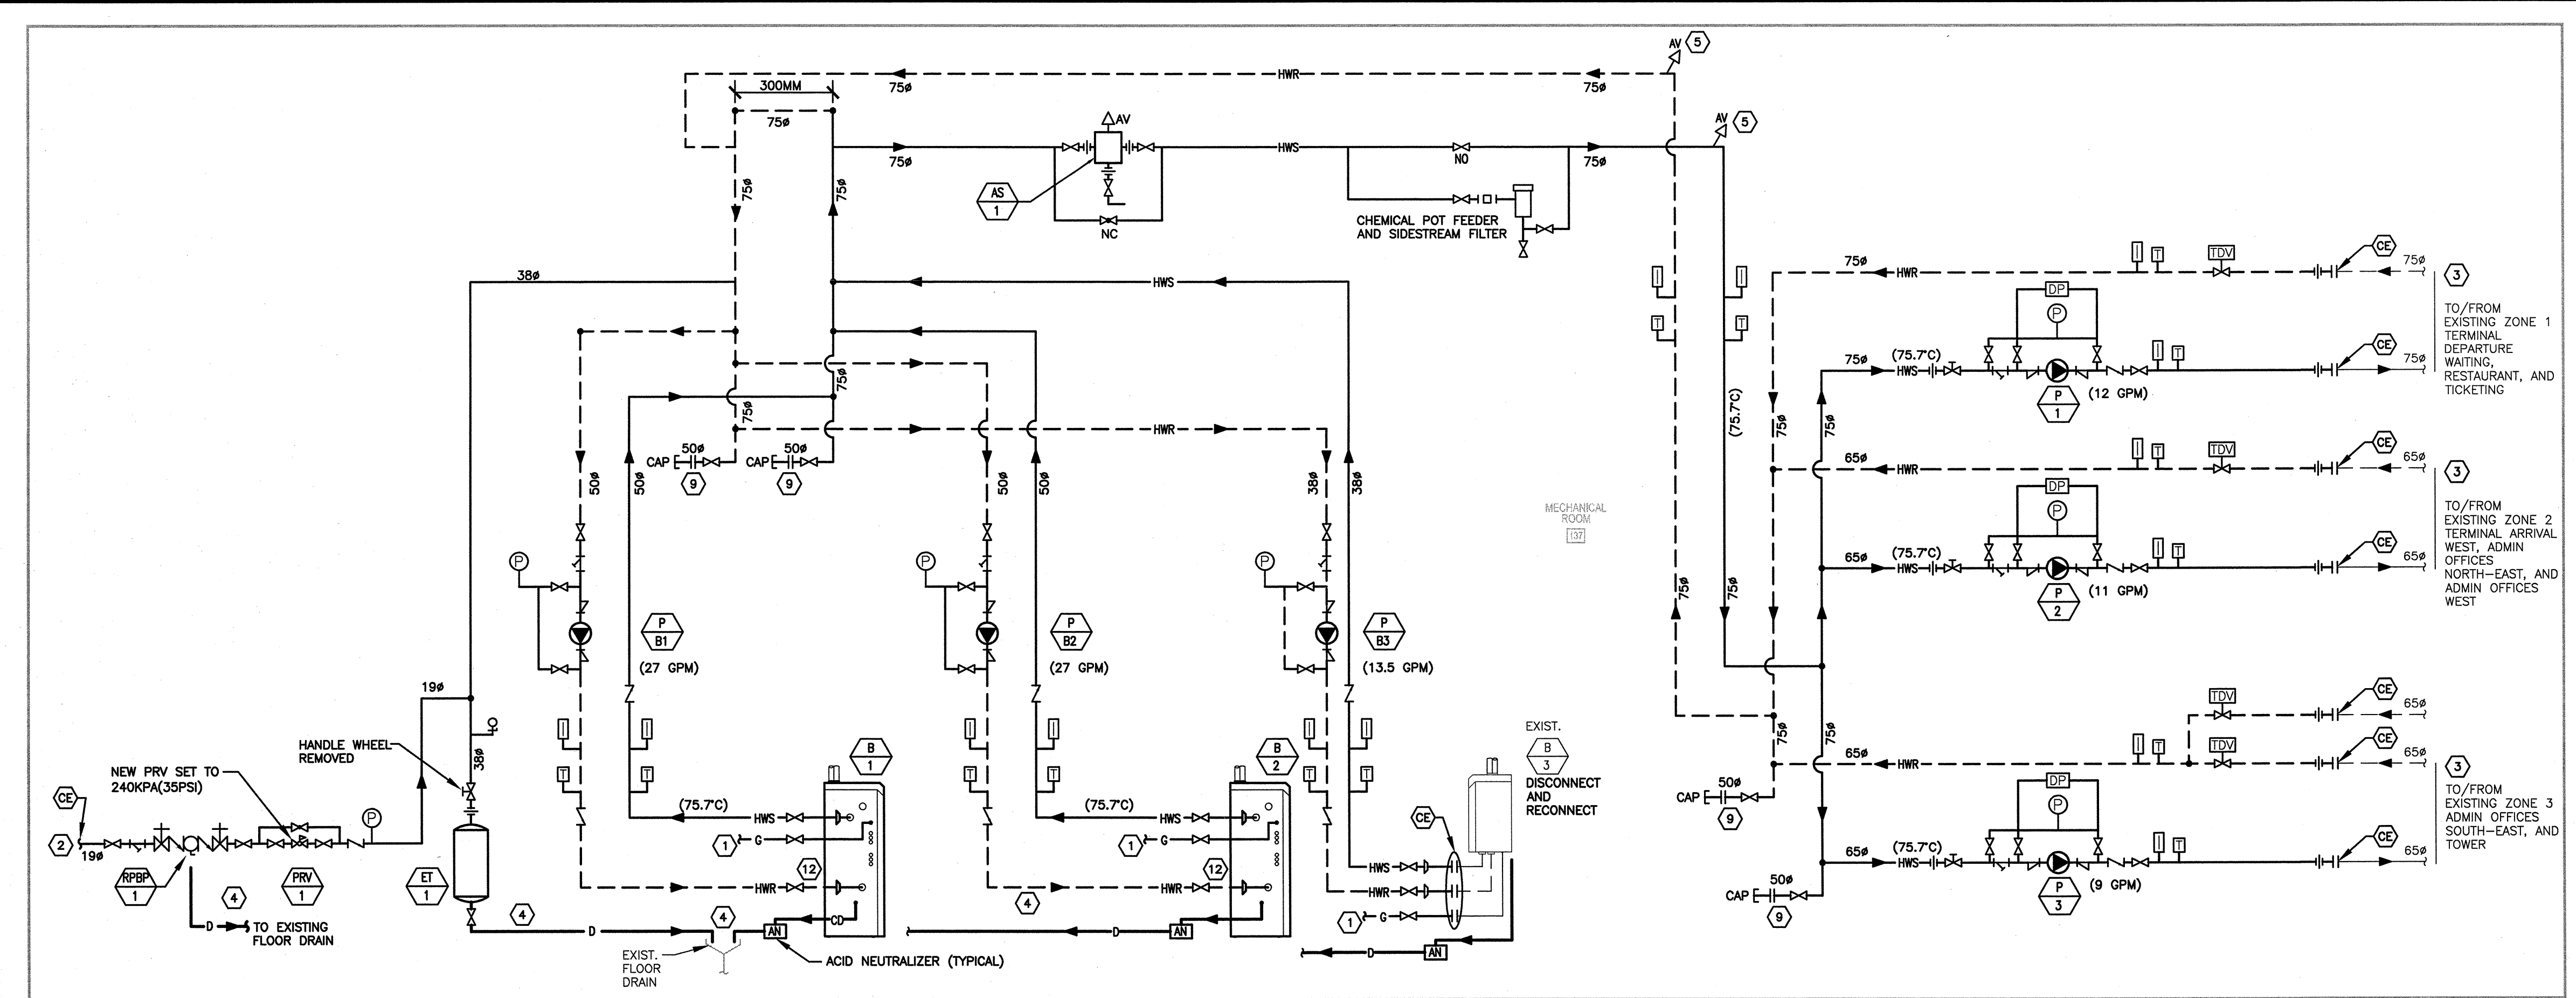 AV 5
HWR
75ø
75ø
300MM
75ø
AV
AV 5
75ø
HWS
NO
75ø
75ø
75ø
AS
1
NC
CHEMICAL POT FEEDER
AND SIDESTREAM FILTER
38ø
HWS
75ø
75ø
HWR
50ø
50ø
CAP
CAP
9
9
50ø
50ø
50ø
50ø
38ø
38ø
MECHANICAL
ROOM
137
P
P
P
P
B1
(27 GPM)
P
B2
(27 GPM)
P
B3
(13.5 GPM)
I
I
I
I
I
I
T
T
T
T
T
T
19ø
LO
38ø
HANDLE WHEEL
REMOVED
NEW PRV SET TO
240KPA(35PSI)
CE
2
19ø
P
RPBP
1
4
D
TO EXISTING
FLOOR DRAIN
PRV
1
ET
1
4
D
4
EXIST.
FLOOR
DRAIN
AN
CD
ACID NEUTRALIZER (TYPICAL)
B
1
(75.7°C)
HWS
1
G
12
HWR
B
2
(75.7°C)
HWS
1
G
12
HWR
4
D
AN
EXIST.
B
3
DISCONNECT
AND
RECONNECT
CE
HWS
HWR
1
G
D
AN
I
I
T
T
(75.7°C)
75ø
75ø
75ø
75ø
75ø
75ø
75ø
HWR
I
T
TDV
CE
75ø
3
DP
P
75ø
(75.7°C)
HWS
P
1
(12 GPM)
I
T
CE
75ø
TO/FROM
EXISTING ZONE 1
TERMINAL
DEPARTURE
WAITING,
RESTAURANT, AND
TICKETING
65ø
HWR
I
T
TDV
CE
65ø
3
DP
P
65ø
(75.7°C)
HWS
P
2
(11 GPM)
I
T
CE
65ø
TO/FROM
EXISTING ZONE 2
TERMINAL ARRIVAL
WEST, ADMIN
OFFICES
NORTH-EAST, AND
ADMIN OFFICES
WEST
TDV
CE
65ø
65ø
HWR
I
T
TDV
CE
65ø
3
50ø
CAP
9
DP
P
65ø
(75.7°C)
HWS
P
3
(9 GPM)
I
T
CE
65ø
50ø
CAP
9
TO/FROM
EXISTING ZONE 3
ADMIN OFFICES
SOUTH-EAST, AND
TOWER